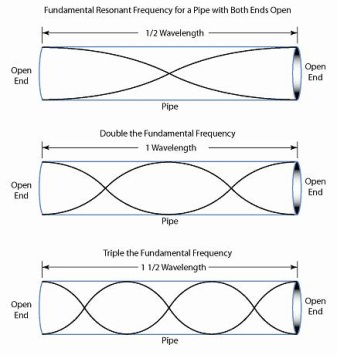 Fundamental Resonant Frequency for a Pipe with Both Ends Open
1/2 Wavelength
Open
End
Open
End
Pipe
Double the Fundamental Frequency
1 Wavelength
Open
End
Open
End
Pipe
Triple the Fundamental Frequency
1 1/2 Wavelength
Open
End
Open
End
Pipe